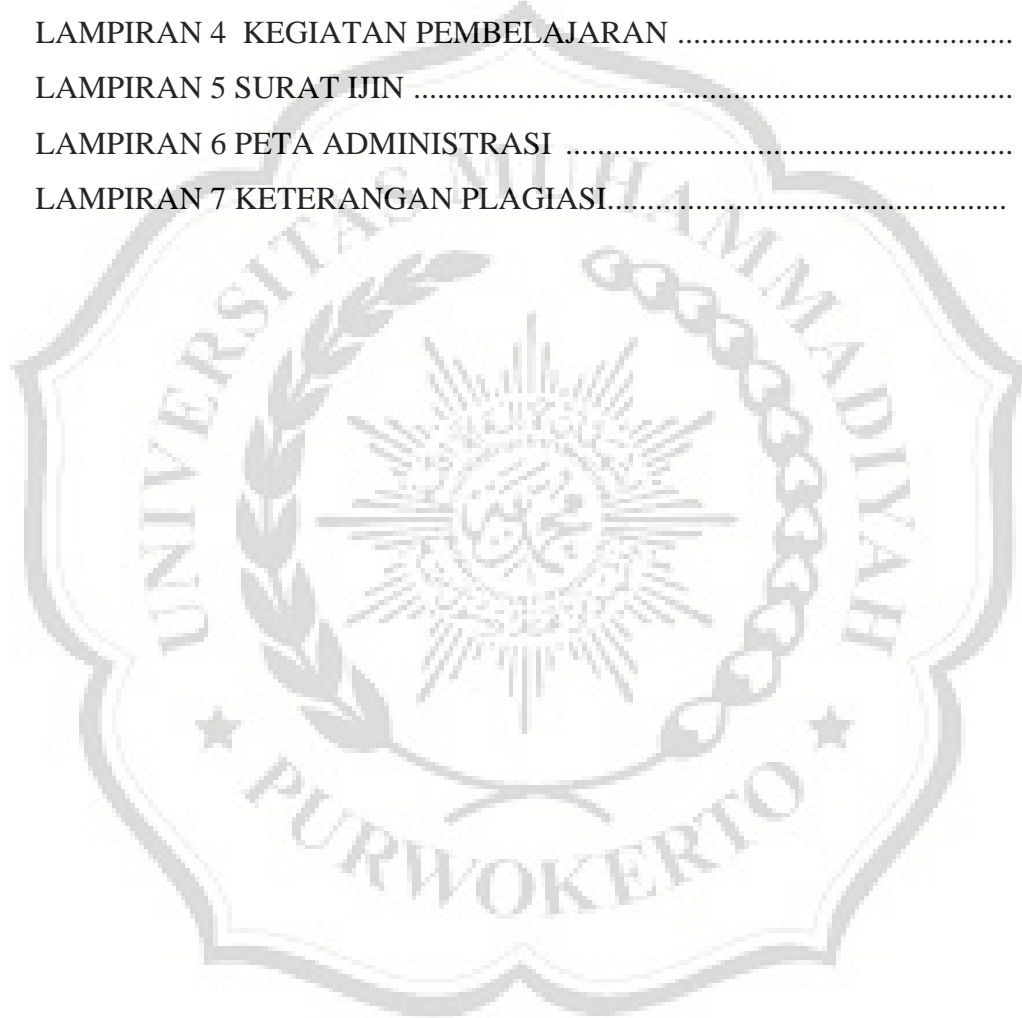 LAMPIRAN 4  KEGIATAN PEMBELAJARAN ..........................................
LAMPIRAN 5 SURAT IJIN ...........................................................................
LAMPIRAN 6 PETA ADMINISTRASI ........................................................
LAMPIRAN 7 KETERANGAN PLAGIASI..................................................
UNIVERSITAS MUHAMMADIYAH
PURWOKERTO